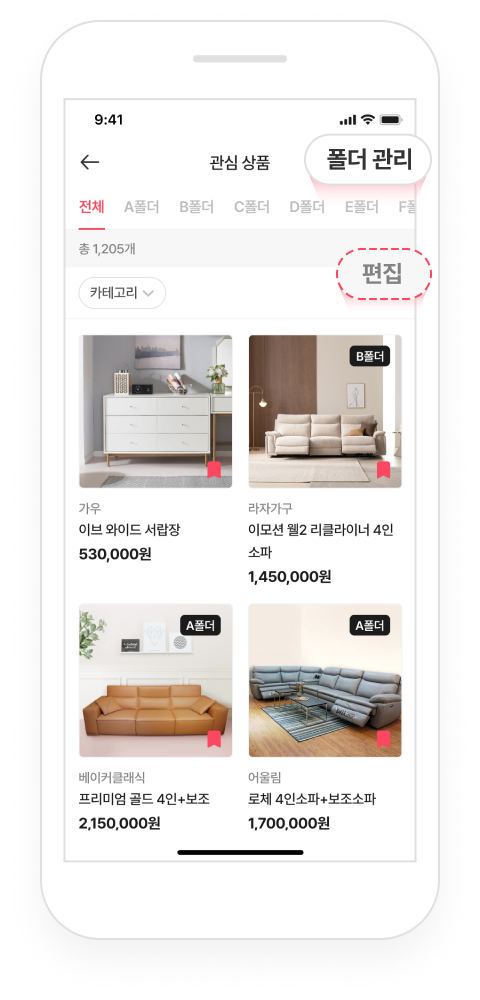 9:41
관심 상품
폴더 관리
전체 A폴더 B폴더 C폴더 D폴더 E폴더 F폴
총 1,205개
편집
카테고리
B폴더
가우
이브 와이드 서랍장
530,000원
라자가구
이모션 웰2 리클라이너 4인
소파
1,450,000원
A폴더
A폴더
베이커클래식
프리미엄 골드 4인+보조
2,150,000원
어울림
로체 4인소파+보조소파
1,700,000원